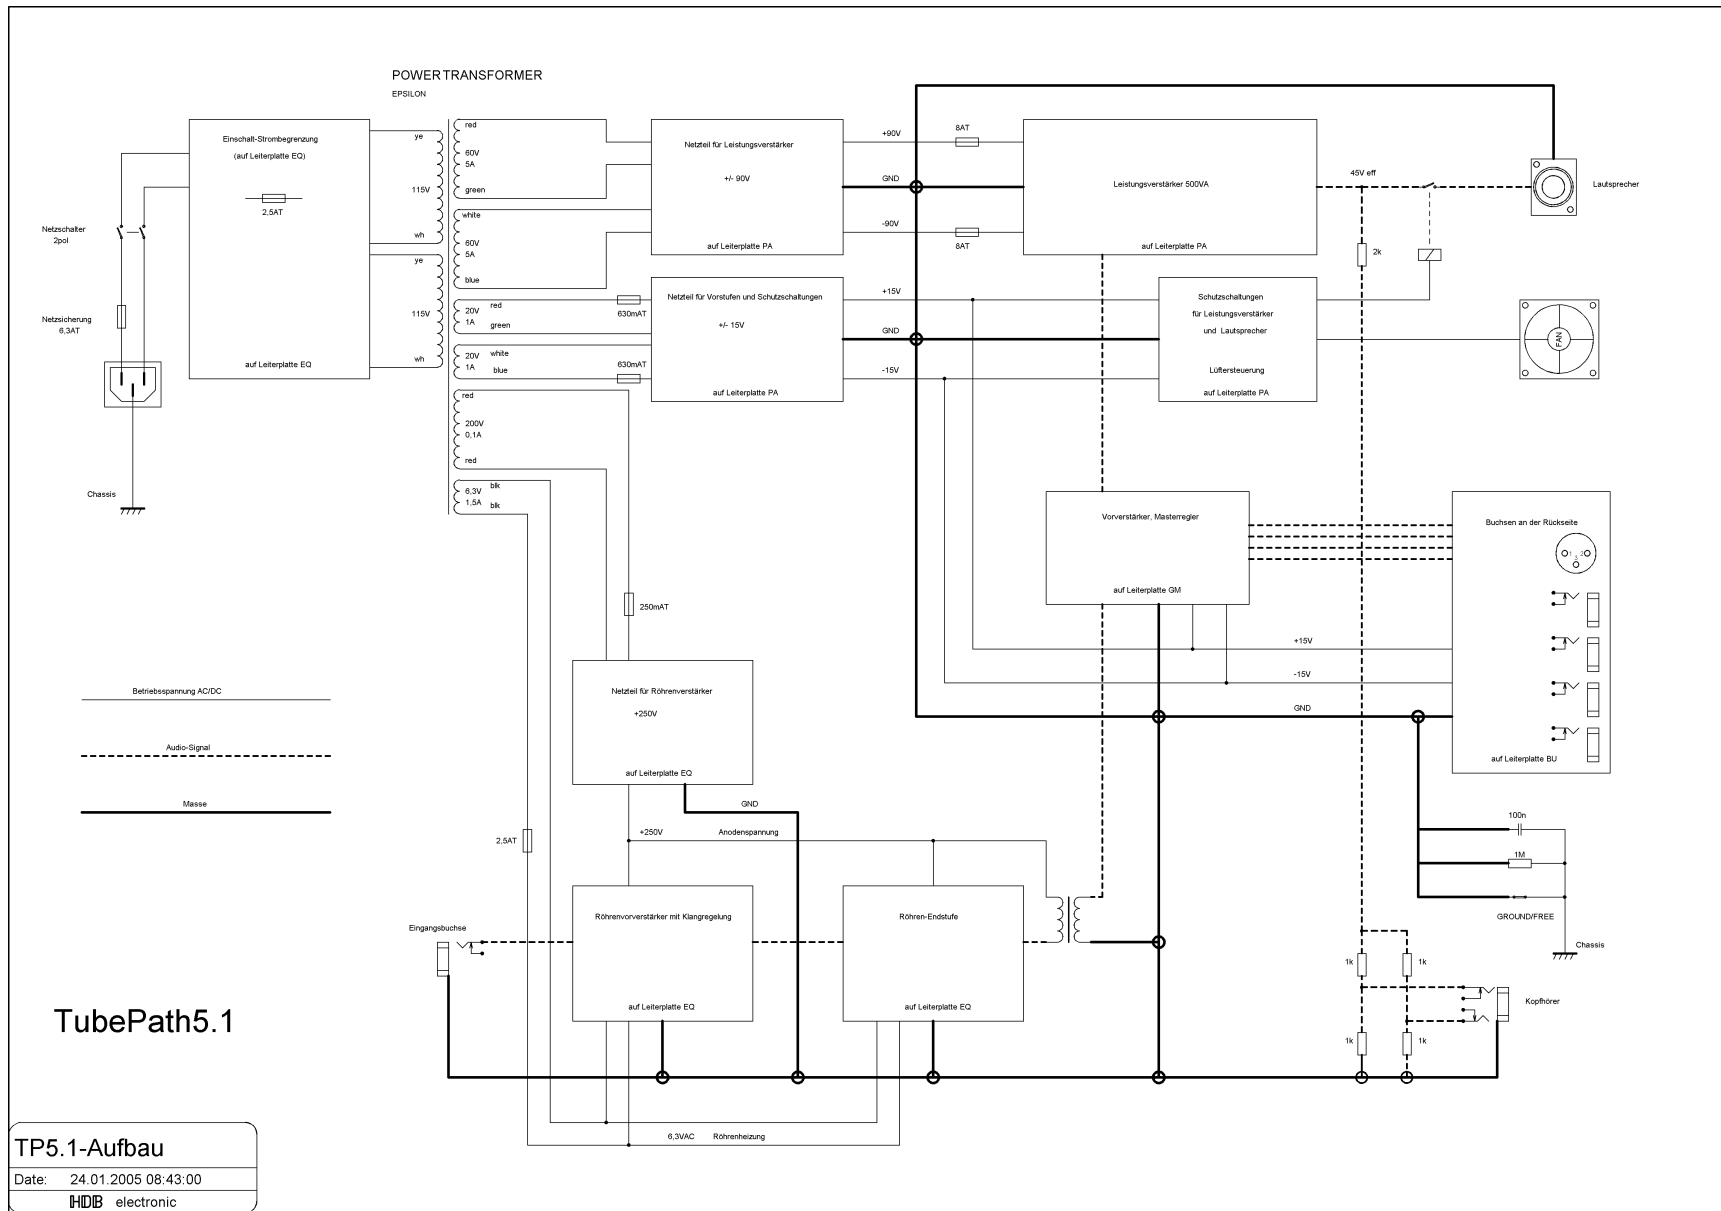 POWER TRANSFORMER
EPSILON
Einschalt-Strombegrenzung
(auf Leiterplatte EQ)
2,5AT
auf Leiterplatte EQ
Netzschalter
2pol
Netzsicherung
6,3AT
Chassis
ye
115V
wh
ye
115V
wh
red
60V
5A
green
white
60V
5A
blue
red
20V
1A
green
20V
white
1A
blue
red
200V
0,1A
red
6,3V
blk
1,5A
blk
630mAT
630mAT
Netzteil für Leistungsverstärker
+/- 90V
auf Leiterplatte PA
Netzteil für Vorstufen und Schutzschaltungen
+/- 15V
auf Leiterplatte PA
+90V
8AT
GND
-90V
8AT
+15V
GND
-15V
Leistungsverstärker 500VA
auf Leiterplatte PA
45V eff
2k
Lautsprecher
Schutzschaltungen
für Leistungsverstärker
und Lautsprecher
Lüftersteuerung
auf Leiterplatte PA
FAN
Vorverstärker, Masterregler
auf Leiterplatte GM
Buchsen an der Rückseite
1 2
3
auf Leiterplatte BU
+15V
-15V
GND
250mAT
Netzteil für Röhrenverstärker
+250V
auf Leiterplatte EQ
GND
+250V
Anodenspannung
2,5AT
Betriebsspannung AC/DC
Audio-Signal
Masse
Eingangsbuchse
Röhrenvorverstärker mit Klangregelung
auf Leiterplatte EQ
Röhren-Endstufe
auf Leiterplatte EQ
100n
1M
GROUND/FREE
Chassis
1k
1k
1k
1k
Kopfhörer
6,3VAC
Röhrenheizung
TubePath5.1
TP5.1-Aufbau
Date: 24.01.2005 08:43:00
HDB electronic